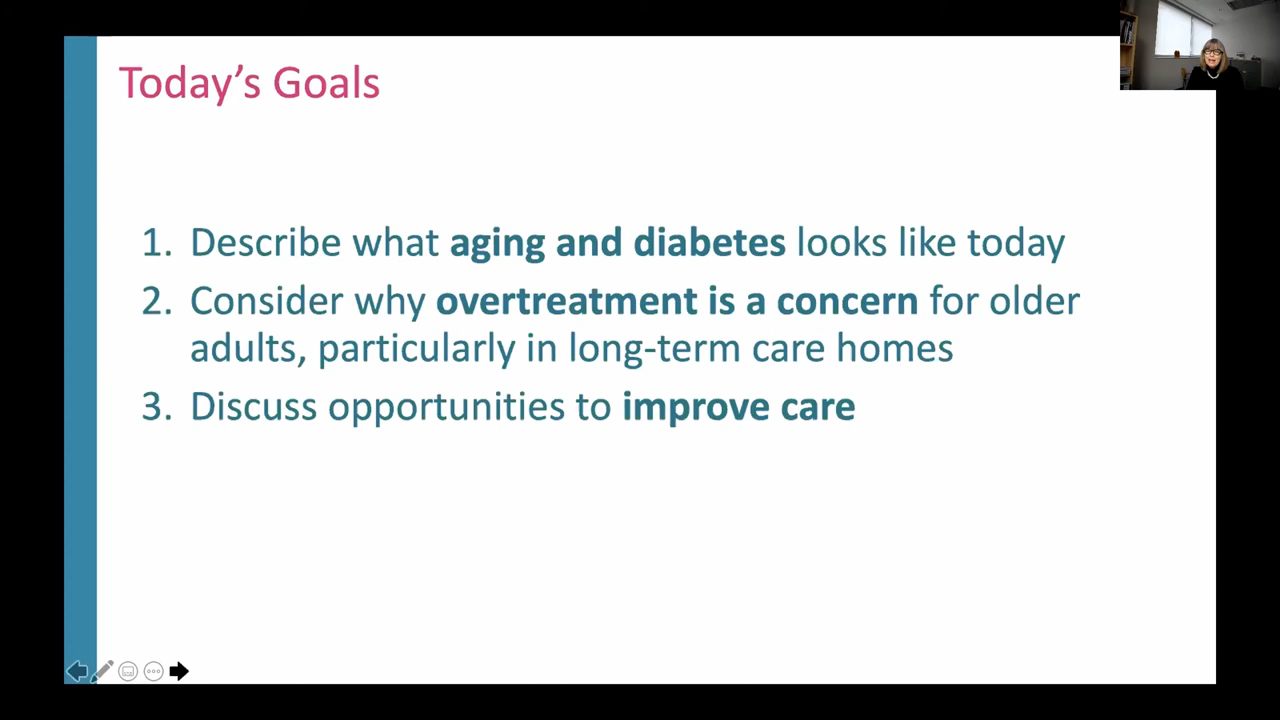 Today’s Goals
1. Describe what aging and diabetes looks like today
2. Consider why overtreatment is a concern for older
adults, particularly in long-term care homes
3. Discuss opportunities to improve care